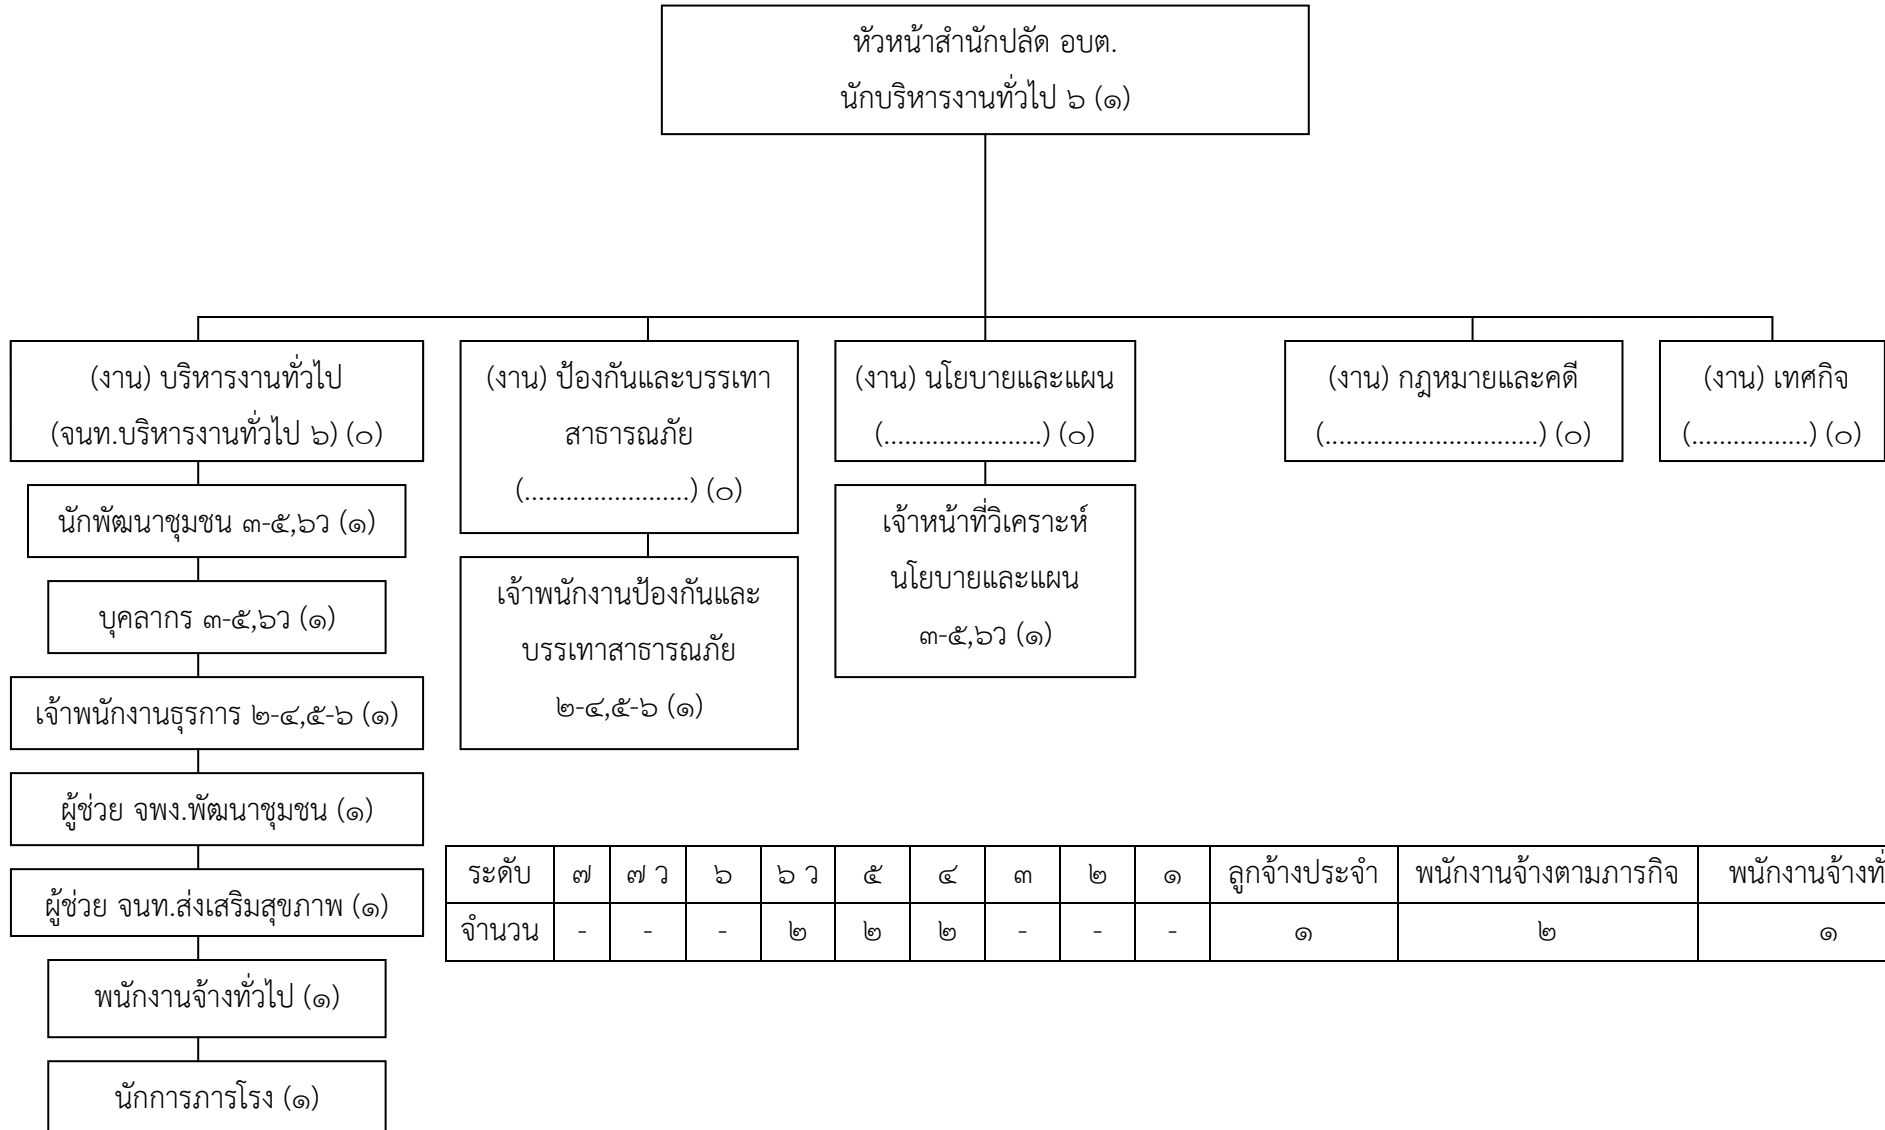 หัวหน้าสำนักปลัด อบต.
นักบริหารงานทั่วไป ๖ (๑)
(งาน) บริหารงานทั่วไป
(จนท.บริหารงานทั่วไป ๖) (๐)
นักพัฒนาชุมชน ๓-๕,๖ว (๑)
บุคลากร ๓-๕,๖ว (๑)
เจ้าพนักงานธุรการ ๒-๔,๕-๖ (๑)
ผู้ช่วย จพง.พัฒนาชุมชน (๑)
ผู้ช่วย จนท.ส่งเสริมสุขภาพ (๑)
พนักงานจ้างทั่วไป (๑)
นักการภารโรง (๑)
(งาน) ป้องกันและบรรเทา
สาธารณภัย
(........................) (๐)
เจ้าพนักงานป้องกันและ
บรรเทาสาธารณภัย
๒-๔,๕-๖ (๑)
(งาน) นโยบายและแผน
(.......................) (๐)
เจ้าหน้าที่วิเคราะห์
นโยบายและแผน
๓-๕,๖ว (๑)
(งาน) กฎหมายและคดี
(...............................) (๐)
(งาน) เทศกิจ
(.................) (๐)
ระดับ ๗ ๗ ว ๖ ๖ ว ๕ ๔ ๓ ๒ ๑ ลูกจ้างประจำ พนักงานจ้างตามภารกิจ พนักงานจ้างทั่
จำนวน - - - ๒ ๒ ๒ - - - ๑ ๒ ๑